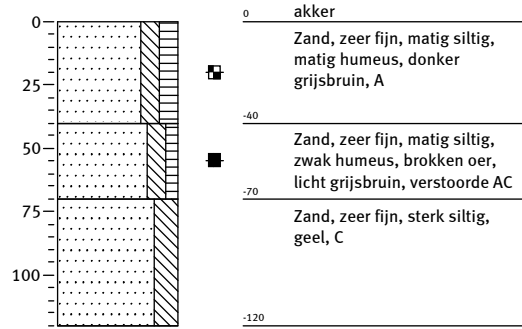 0
25
50
75
100
0 akker
Zand, zeer fijn, matig siltig,
matig humeus, donker
grijsbruin, A
-40
Zand, zeer fijn, matig siltig,
zwak humeus, brokken oer,
licht grijsbruin, verstoorde AC
-70
Zand, zeer fijn, sterk siltig,
geel, C
-120